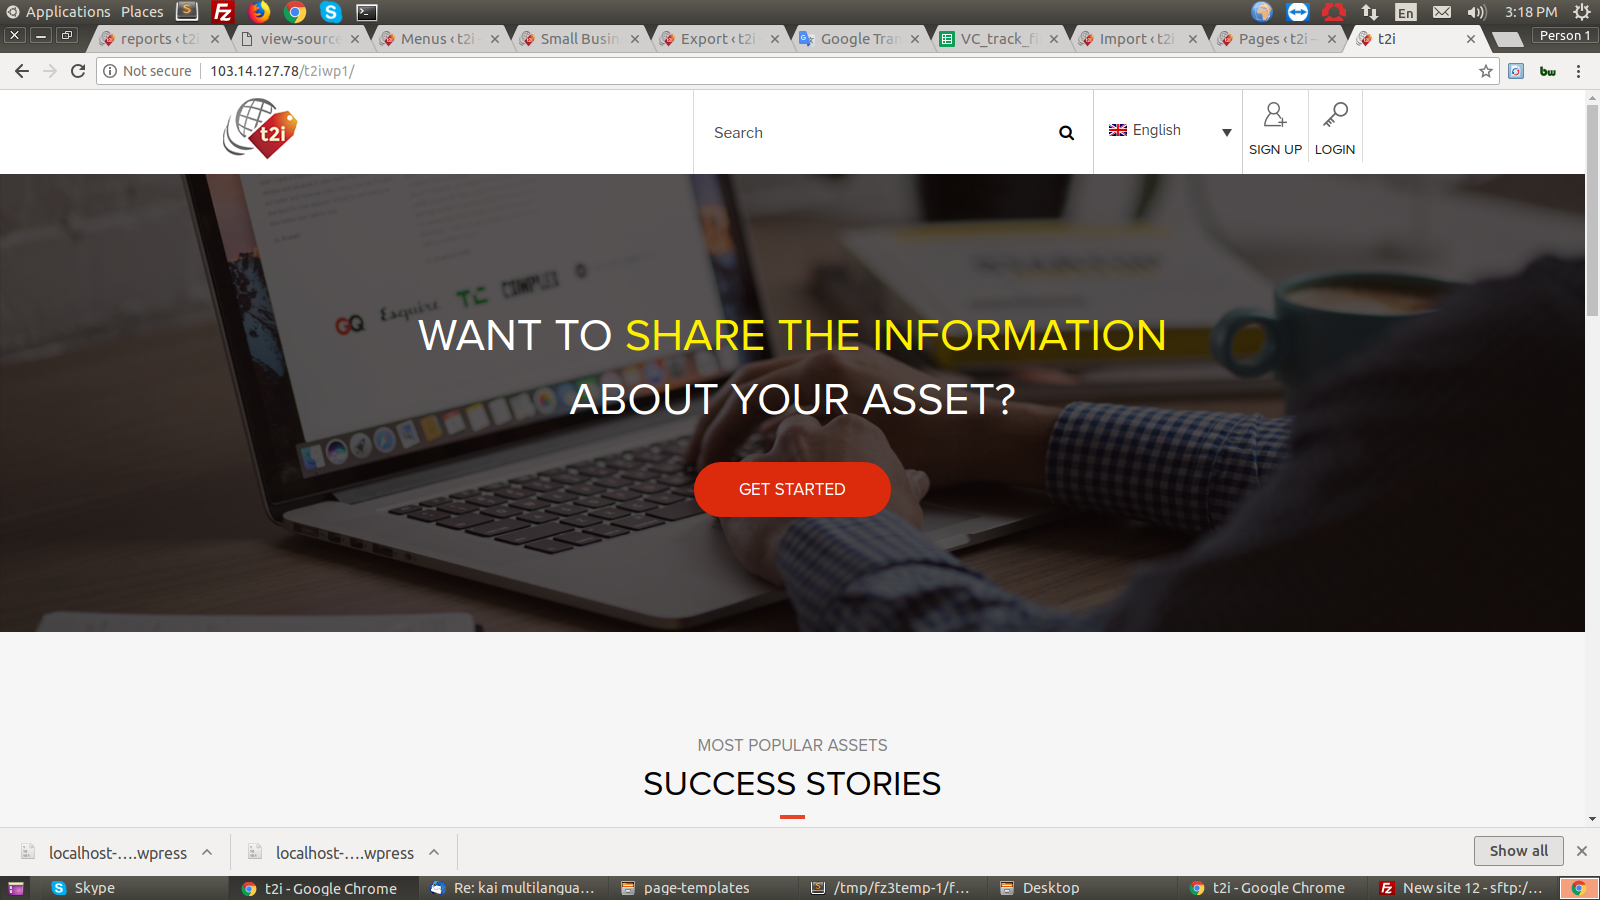 Applications Places En 3:18 PM
reports ‹ t2i view-source Menus ‹ t2i Small Busin Export ‹ t2i Google Tran VC_track_fi Import ‹ t2i Pages ‹ t2i – t2i Person 1
Not secure 103.14.127.78/t2iwp1/
t2i
Search
English
SIGN UP LOGIN
GQ Esquire TC COMPLEX
WANT TO SHARE THE INFORMATION
ABOUT YOUR ASSET?
GET STARTED
MOST POPULAR ASSETS
SUCCESS STORIES
localhost-....wpress localhost-....wpress Show all
Skype t2i - Google Chrome Re: kai multilangua... page-templates /tmp/fz3temp-1/f... Desktop t2i - Google Chrome New site 12 - sftp:/...